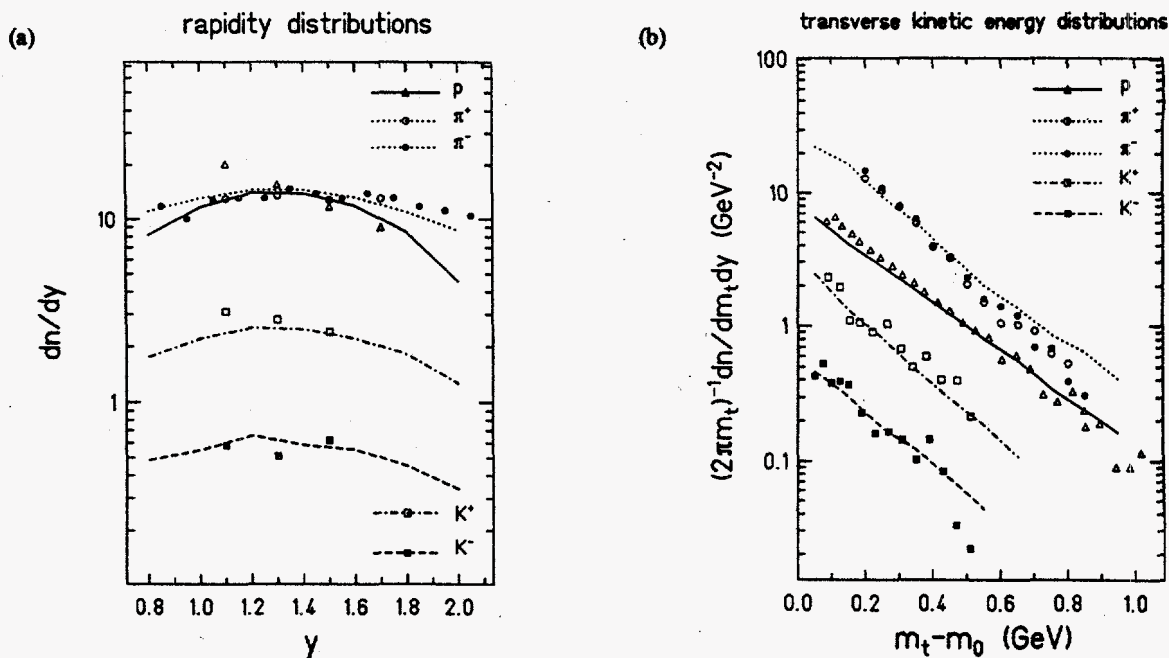 (a)
rapidity distributions
p
π⁺
π⁻
10
1
dn/dy
K⁺
K⁻
0.8 1.0 1.2 1.4 1.6 1.8 2.0
y
(b)
transverse kinetic energy distributions
100
10
1
0.1
(2πmₜ)⁻¹dn/dmₜdy (GeV⁻²)
p
π⁺
π⁻
K⁺
K⁻
0.0 0.2 0.4 0.6 0.8 1.0
mₜ-m₀ (GeV)